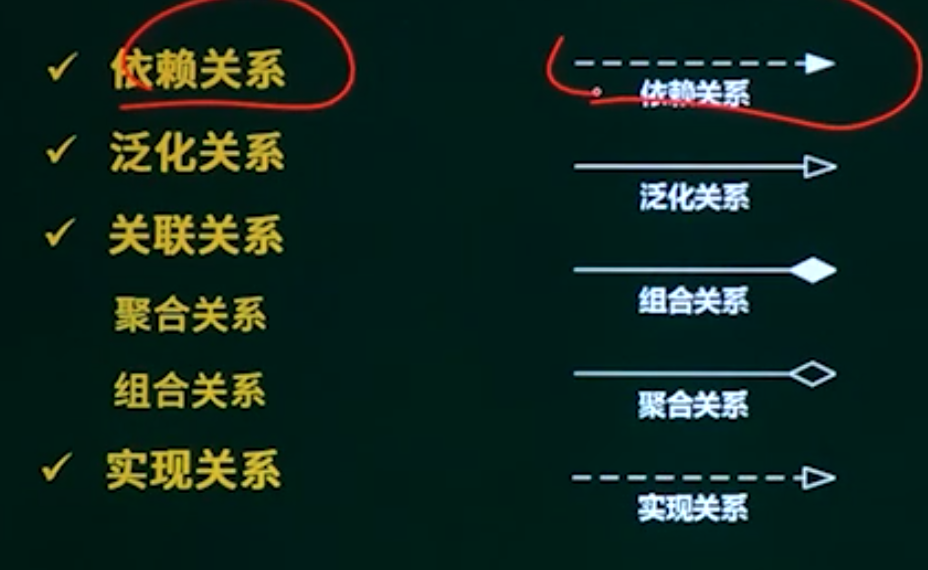 ✓ 依赖关系
✓ 泛化关系
✓ 关联关系
聚合关系
组合关系
✓ 实现关系
依赖关系
泛化关系
组合关系
聚合关系
实现关系